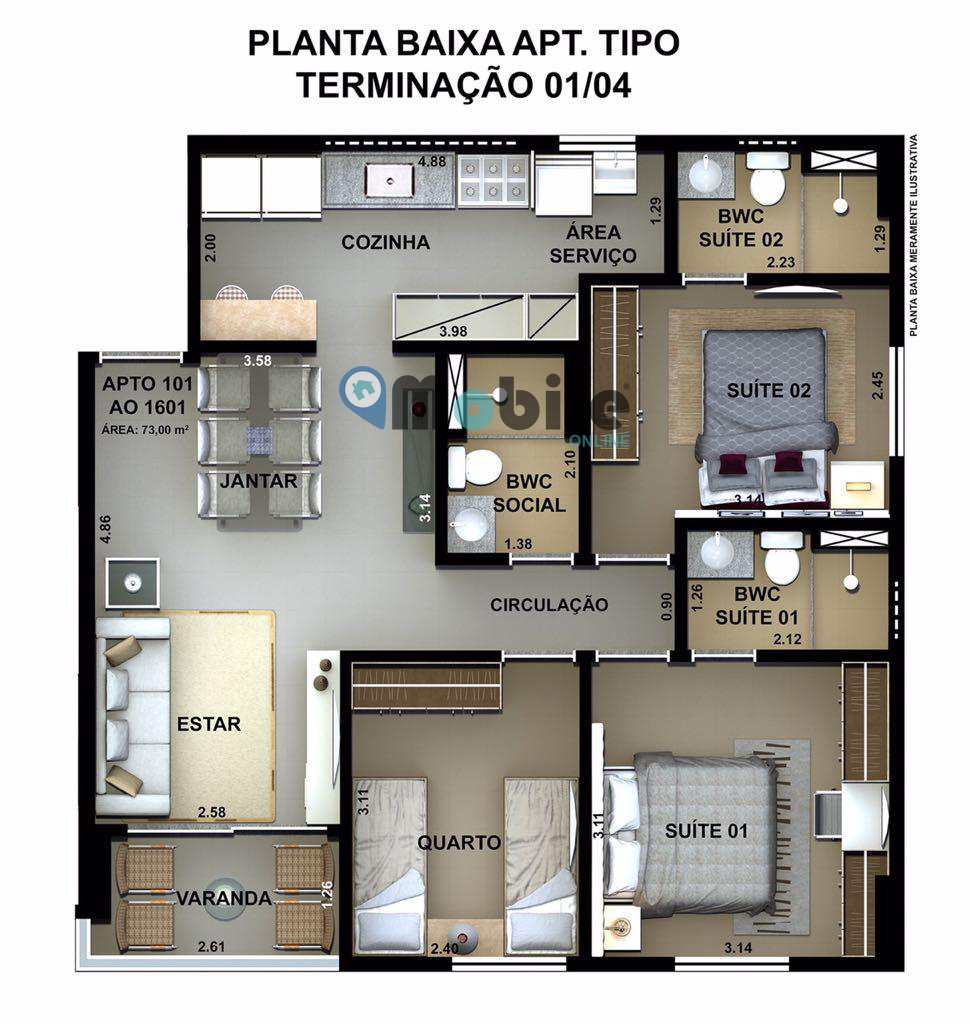 PLANTA BAIXA APT. TIPO
TERMINAÇÃO 01/04
PLANTA BAIXA MERAMENTE ILUSTRATIVA
4.88
2.00
COZINHA
ÁREA
SERVIÇO
1.29
BWC
SUÍTE 02
2.23
1.29
3.98
3.58
APTO 101
AO 1601
ÁREA: 73,00 m²
JANTAR
4.86
3.14
Mobile
ONLINE
BWC
SOCIAL
2.10
1.38
SUÍTE 02
2.45
3.14
CIRCULAÇÃO
0.90
BWC
SUÍTE 01
1.26
2.12
ESTAR
2.58
VARANDA
1.26
2.61
QUARTO
3.11
2.40
SUÍTE 01
3.11
3.14